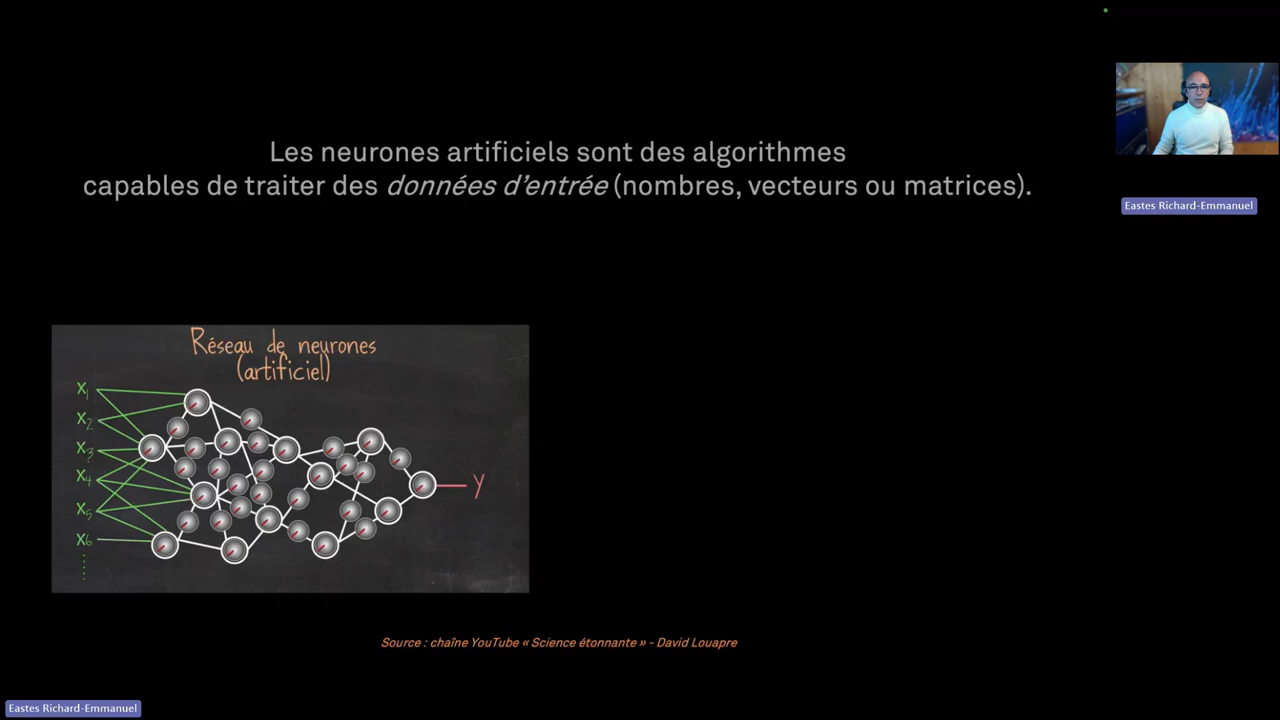 Les neurones artificiels sont des algorithmes
capables de traiter des données d'entrée (nombres, vecteurs ou matrices).
Eastes Richard-Emmanuel
Réseau de neurones
(artificiel)
x1
x2
x3
x4
x5
x6
y
Source : chaîne YouTube « Science étonnante » - David Louapre
Eastes Richard-Emmanuel